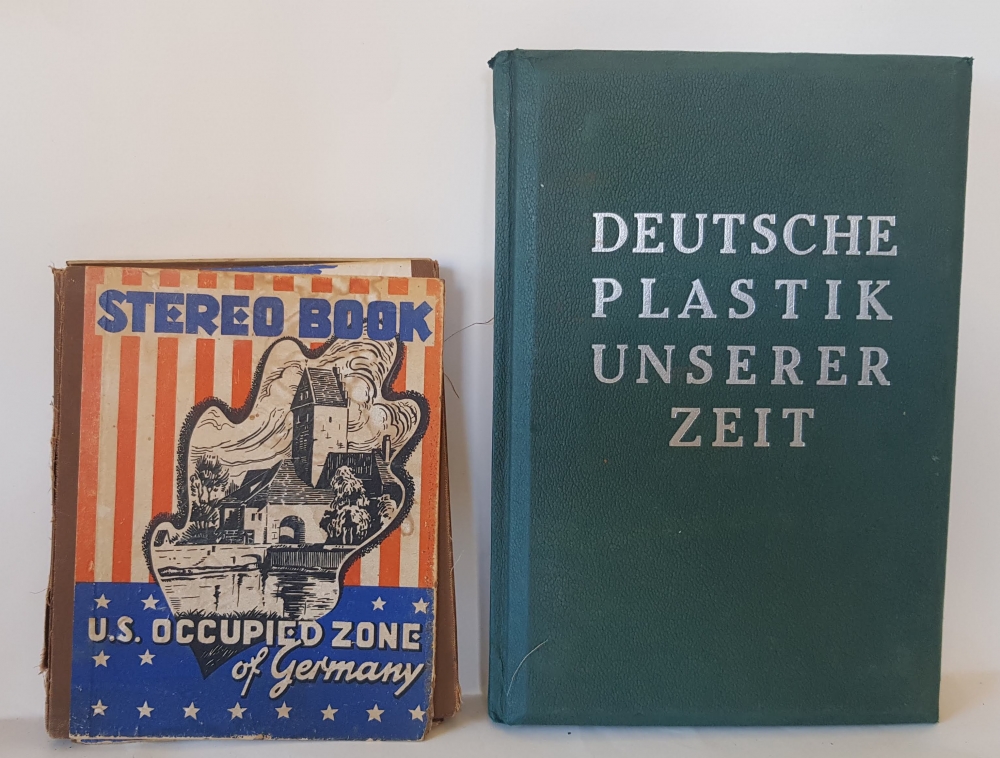 STEREO BOOK
U.S. OCCUPIED ZONE
of Germany
DEUTSCHE
PLASTIK
UNSERER
ZEIT